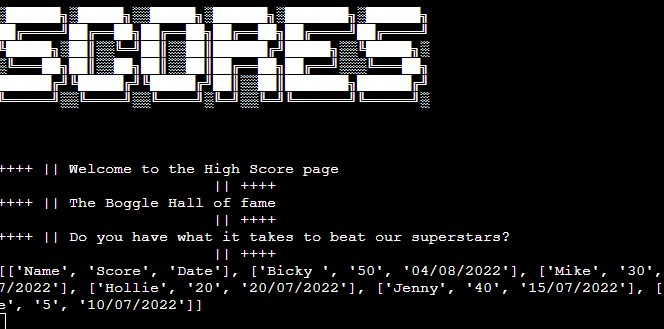 SCORES
++++ || Welcome to the High Score page
|| ++++
++++ || The Boggle Hall of fame
|| ++++
++++ || Do you have what it takes to beat our superstars?
|| ++++
[['Name', 'Score', 'Date'], ['Bicky ', '50', '04/08/2022'], ['Mike', '30',
7/2022'], ['Hollie', '20', '20/07/2022'], ['Jenny', '40', '15/07/2022'], [
e', '5', '10/07/2022']]